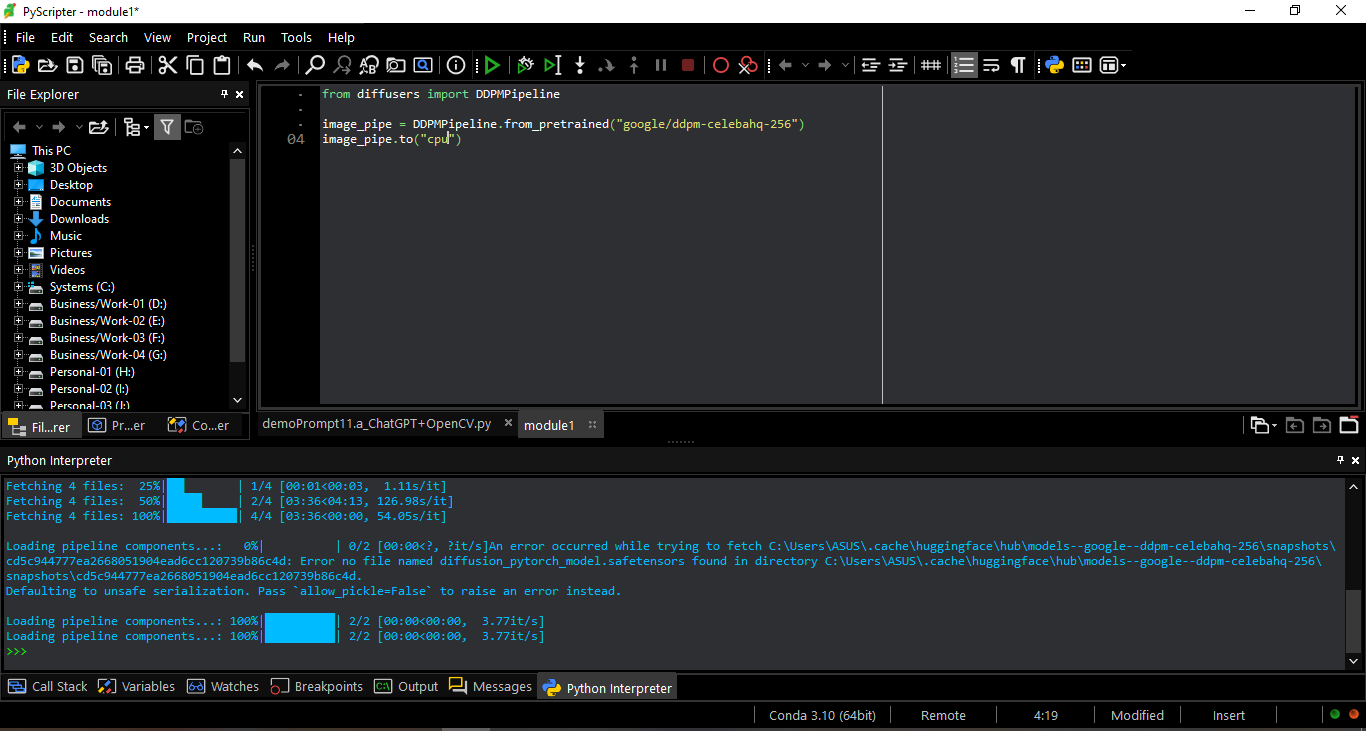 PyScripter - module1*
File Edit Search View Project Run Tools Help
File Explorer
This PC
3D Objects
Desktop
Documents
Downloads
Music
Pictures
Videos
Systems (C:)
Business/Work-01 (D:)
Business/Work-02 (E:)
Business/Work-03 (F:)
Business/Work-04 (G:)
Personal-01 (H:)
Personal-02 (I:)
Personal-03 (J:)
Fil...rer Pr...er Co...er
from diffusers import DDPMPipeline
image_pipe = DDPMPipeline.from_pretrained("google/ddpm-celebahq-256")
04 image_pipe.to("cpu")
demoPrompt11.a_ChatGPT+OpenCV.py module1
Python Interpreter
Fetching 4 files: 25%| | 1/4 [00:01<00:03, 1.11s/it]
Fetching 4 files: 50%| | 2/4 [03:36<04:13, 126.98s/it]
Fetching 4 files: 100%| | 4/4 [03:36<00:00, 54.05s/it]
Loading pipeline components...: 0%| | 0/2 [00:00<?, ?it/s]An error occurred while trying to fetch C:\Users\ASUS\.cache\huggingface\hub\models--google--ddpm-celebahq-256\snapshots\
cd5c944777ea2668051904ead6cc120739b86c4d: Error no file named diffusion_pytorch_model.safetensors found in directory C:\Users\ASUS\.cache\huggingface\hub\models--google--ddpm-celebahq-256\
snapshots\cd5c944777ea2668051904ead6cc120739b86c4d.
Defaulting to unsafe serialization. Pass `allow_pickle=False` to raise an error instead.
Loading pipeline components...: 100%| | 2/2 [00:00<00:00, 3.77it/s]
Loading pipeline components...: 100%| | 2/2 [00:00<00:00, 3.77it/s]
>>>
Call Stack Variables Watches Breakpoints Output Messages Python Interpreter
Conda 3.10 (64bit) Remote 4:19 Modified Insert